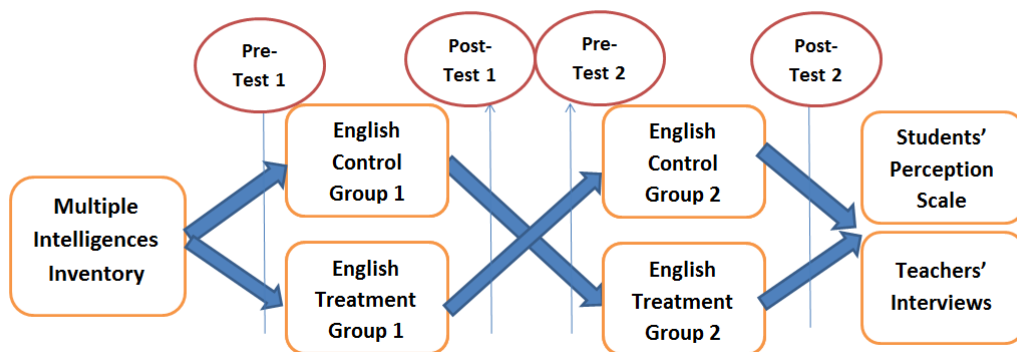 Pre-
Test 1
Post-
Test 1
Pre-
Test 2
Post-
Test 2
Multiple
Intelligences
Inventory
English
Control
Group 1
English
Treatment
Group 1
English
Control
Group 2
English
Treatment
Group 2
Students’
Perception
Scale
Teachers’
Interviews